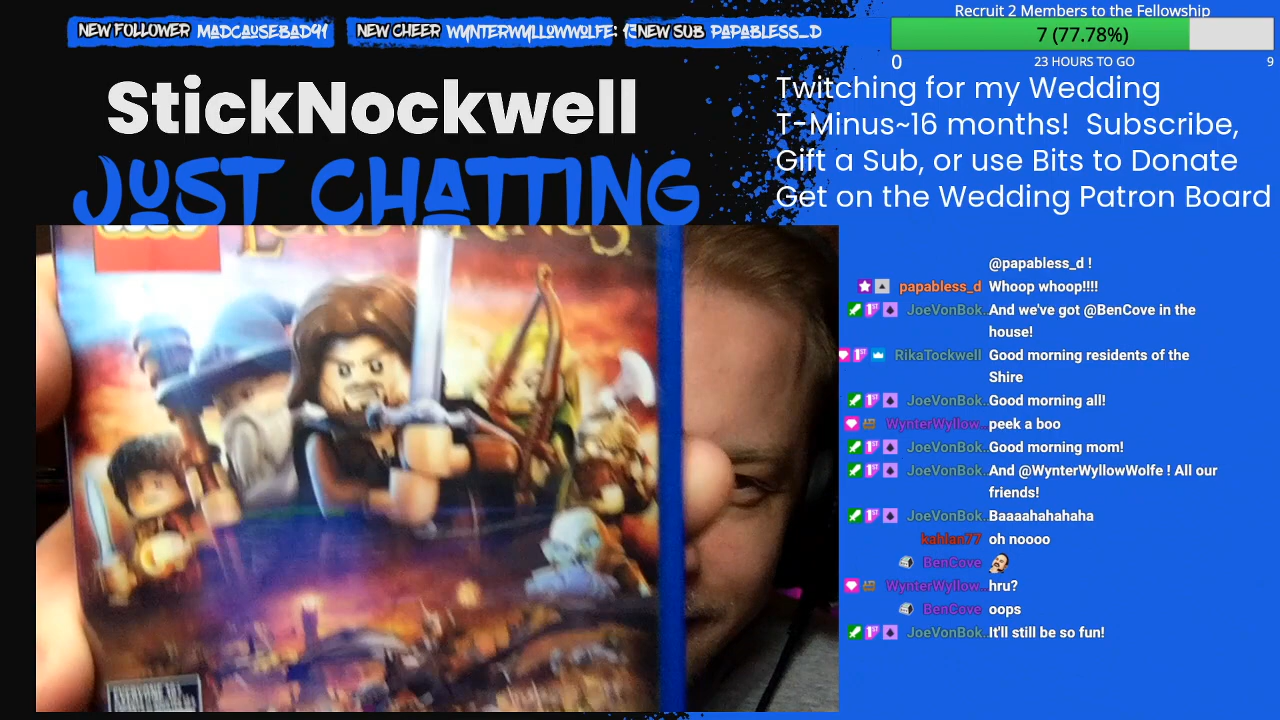 NEW FOLLOWER MADCAUSEBAD91
NEW CHEER WYNTERWYLLOWWOLFE:
NEW SUB PAPABLESS_D
Recruit 2 Members to the Fellowship
7 (77.78%)
0 23 HOURS TO GO 9
StickNockwell
JUST CHATTING
Twitching for my Wedding
T-Minus~16 months! Subscribe,
Gift a Sub, or use Bits to Donate
Get on the Wedding Patron Board
@papabless_d !
papabless_d Whoop whoop!!!!
JoeVonBok… And we've got @BenCove in the
house!
RikaTockwell Good morning residents of the
Shire
JoeVonBok… Good morning all!
WynterWyllow… peek a boo
JoeVonBok… Good morning mom!
JoeVonBok… And @WynterWyllowWolfe ! All our
friends!
JoeVonBok… Baaaahahahaha
kahlan77 oh noooo
BenCove
WynterWyllow… hru?
BenCove oops
JoeVonBok… It'll still be so fun!